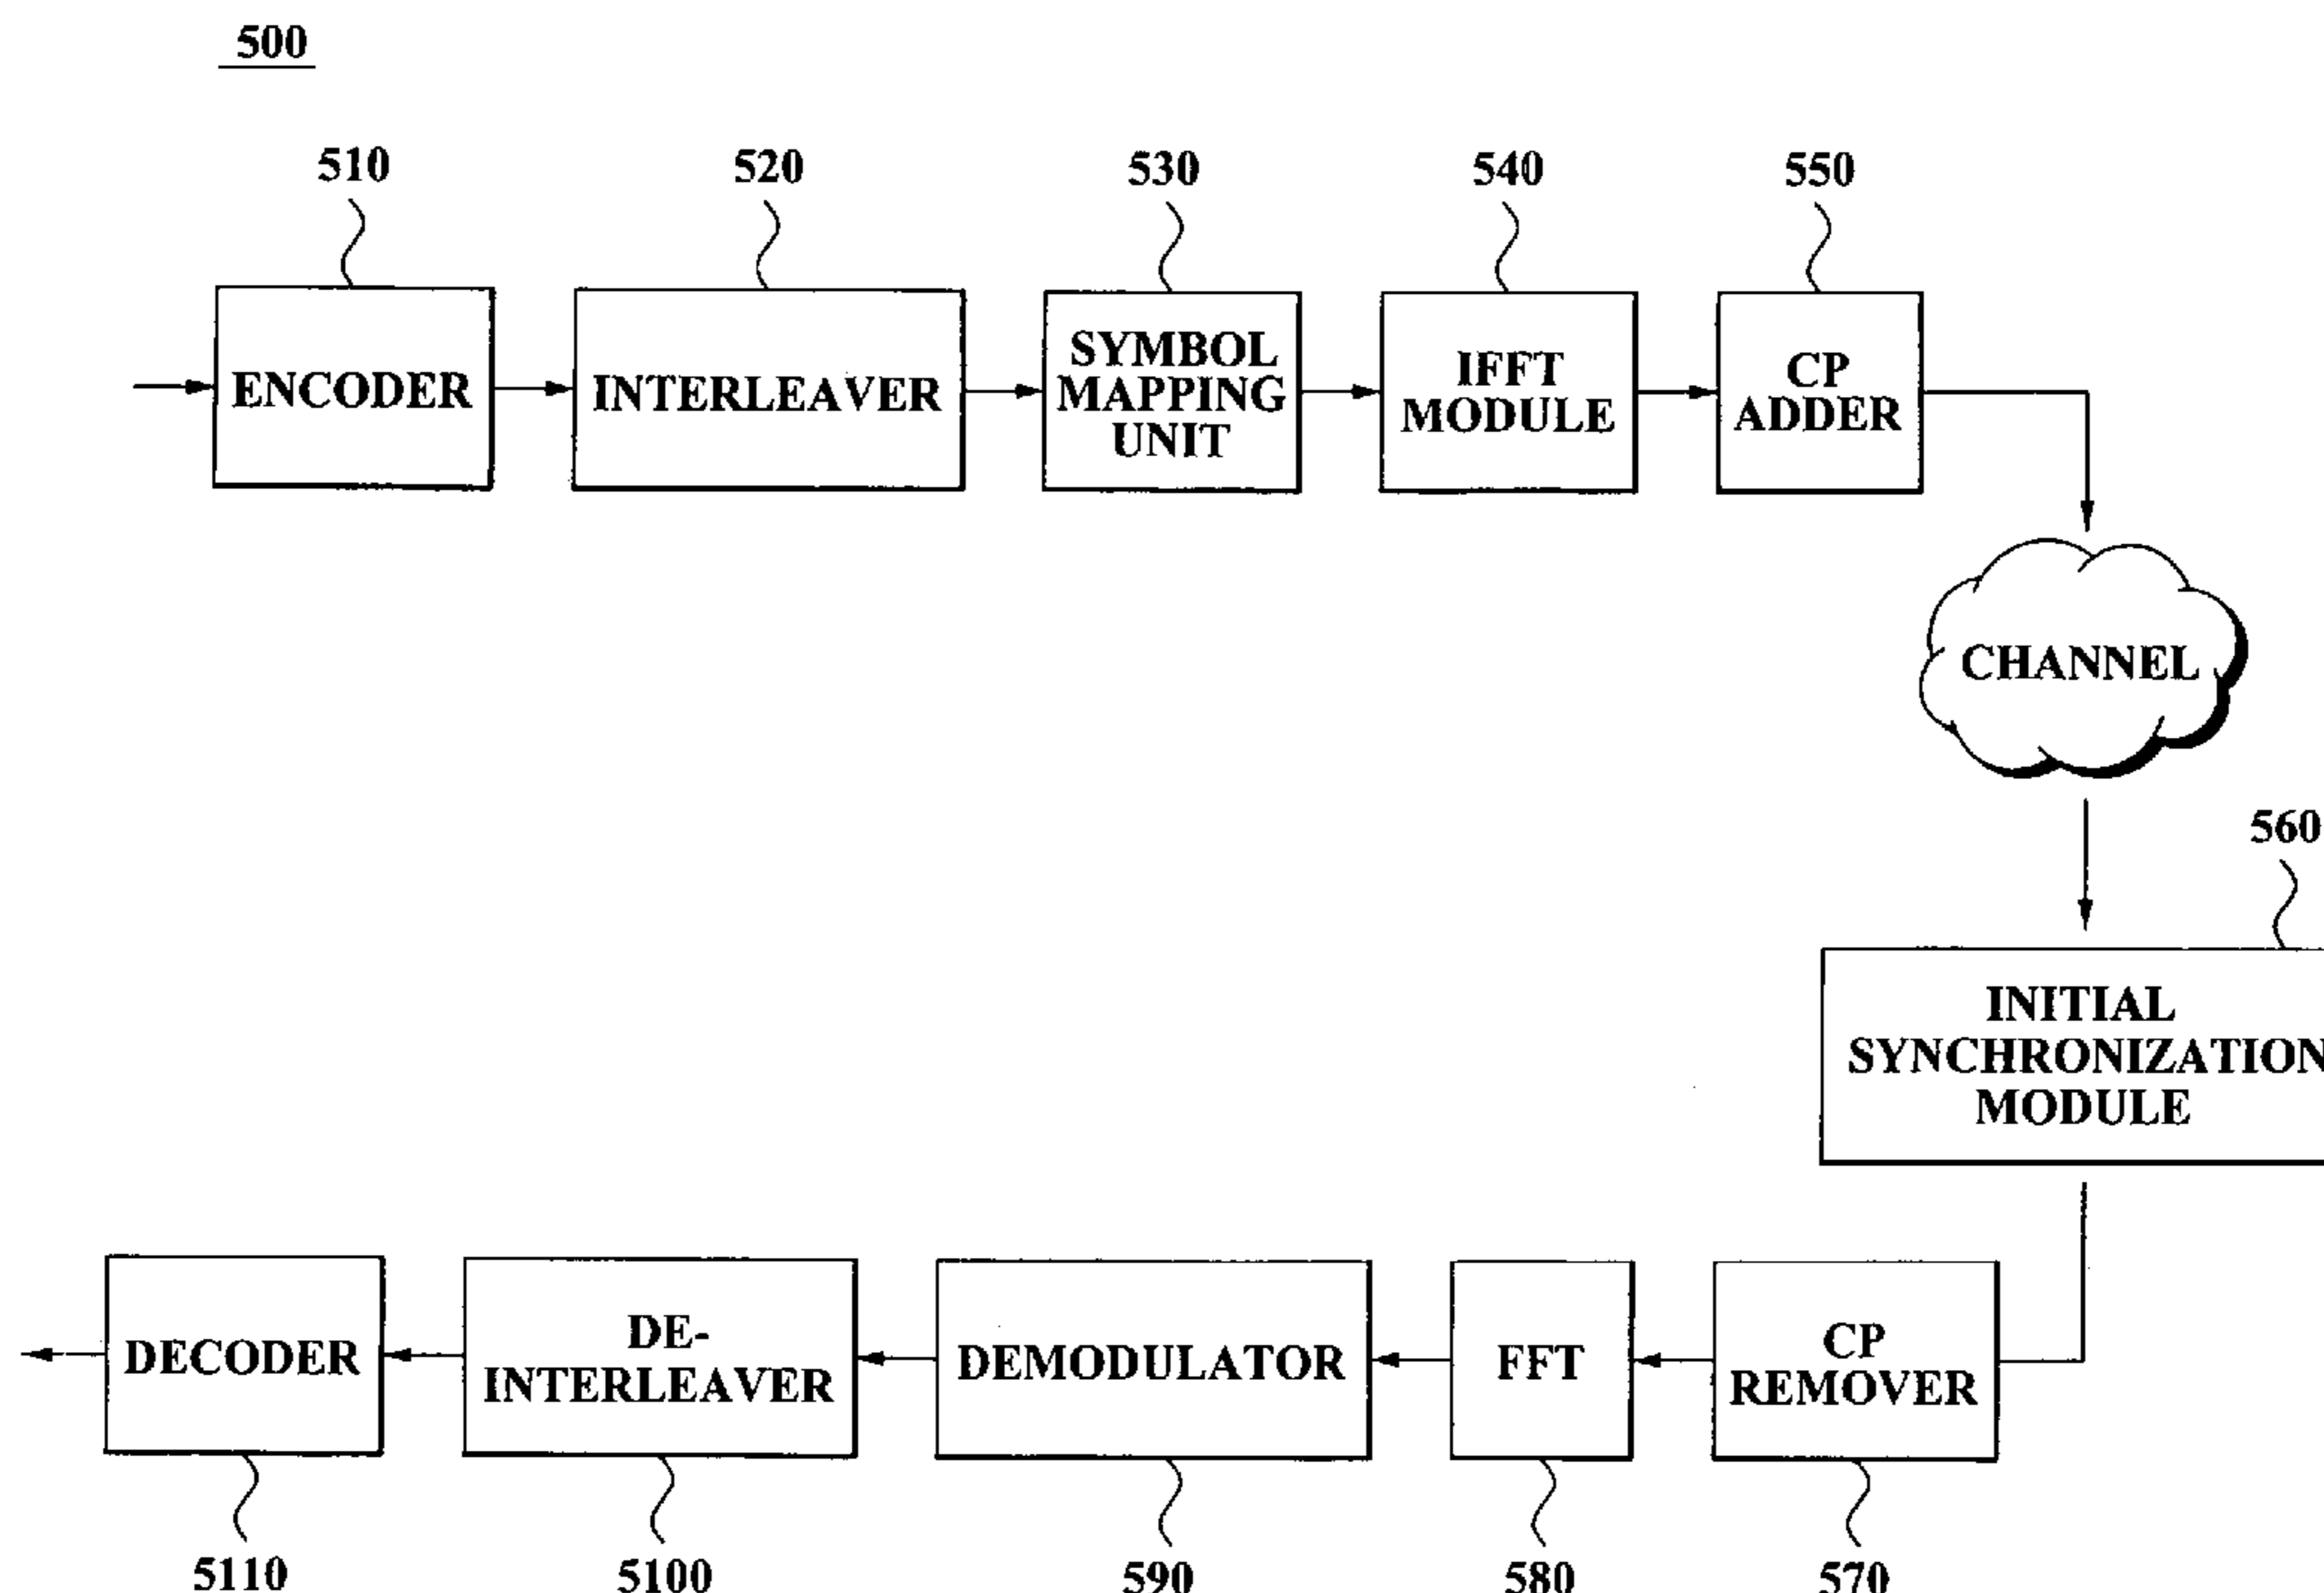 500
510
520
530
540
550
ENCODER
INTERLEAVER
SYMBOL
MAPPING
UNIT
IFFT
MODULE
CP
ADDER
CHANNEL
560
INITIAL
SYNCHRONIZATION
MODULE
DECODER
DE-
INTERLEAVER
DEMODULATOR
FFT
CP
REMOVER
5110
5100
590
580
570